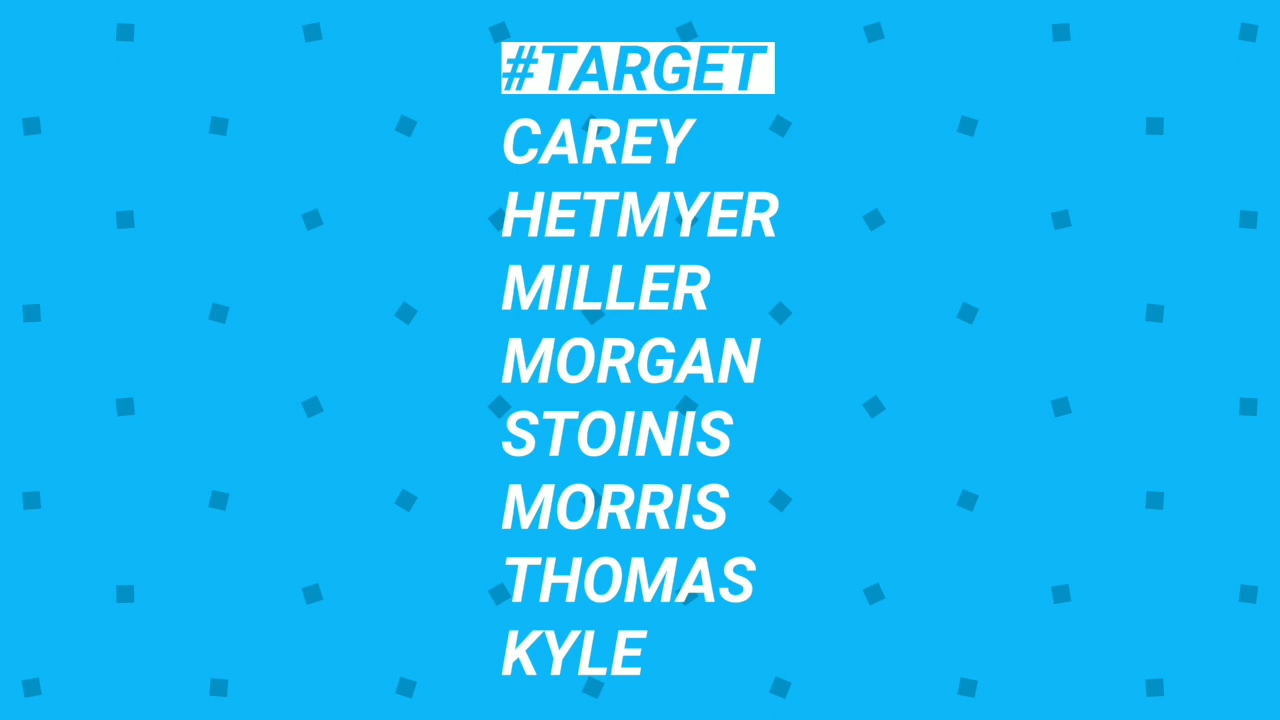 #TARGET
CAREY
HETMYER
MILLER
MORGAN
STOINIS
MORRIS
THOMAS
KYLE